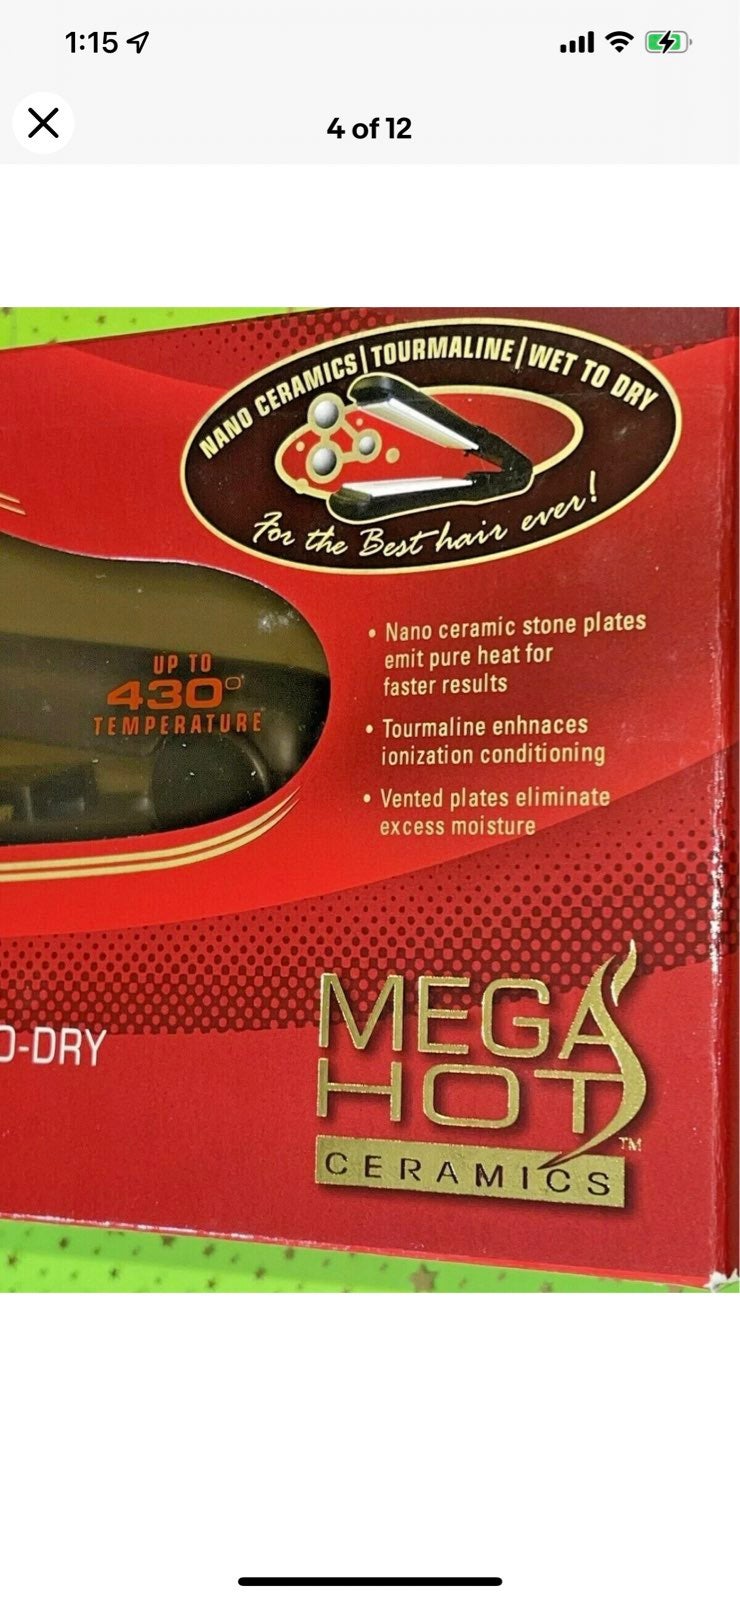 1:15
4 of 12
NANO CERAMICS | TOURMALINE | WET TO DRY
For the Best hair ever!
• Nano ceramic stone plates
emit pure heat for
faster results
• Tourmaline enhnaces
ionization conditioning
• Vented plates eliminate
excess moisture
UP TO
430°
TEMPERATURE
O-DRY
MEGA
HOT
TM
CERAMICS